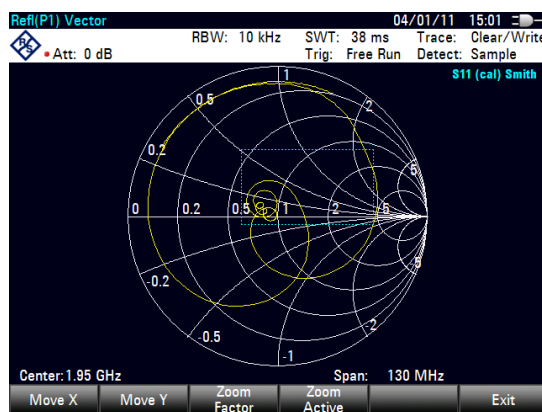 Refl(P1) Vector 04/01/11 15:01
RBW: 10 kHz SWT: 38 ms Trace: Clear/Write
Att: 0 dB Trig: Free Run Detect: Sample
S11 (cal) Smith
1
0.5 2
0.2 5
0 0.2 0.5 1 2 5
-0.2 -5
-0.5 -2
-1
Center: 1.95 GHz Span: 130 MHz
Move X Move Y Zoom Factor Zoom Active Exit